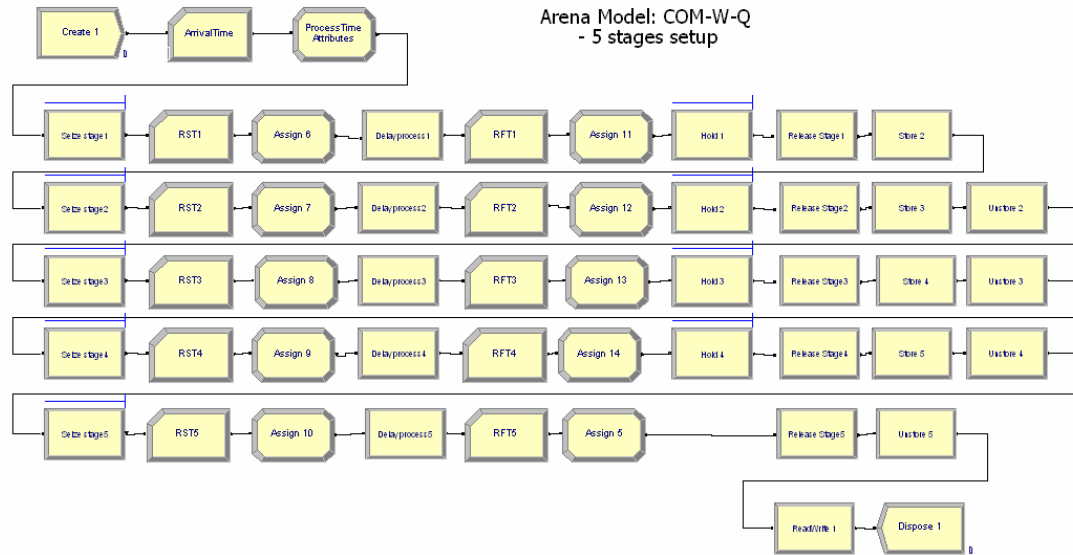 Arena Model: COM-W-Q
- 5 stages setup
Create 1
0
ArrivalTime
ProcessTime
Attributes
Seize stage1
RST1
Assign 6
Delayprocess1
RFT1
Assign 11
Hold 1
Release Stage1
Store 2
Seize stage2
RST2
Assign 7
Delayprocess2
RFT2
Assign 12
Hold 2
Release Stage2
Store 3
Unstore 2
Seize stage3
RST3
Assign 8
Delayprocess3
RFT3
Assign 13
Hold 3
Release Stage3
Store 4
Unstore 3
Seize stage4
RST4
Assign 9
Delayprocess4
RFT4
Assign 14
Hold 4
Release Stage4
Store 5
Unstore 4
Seize stage5
RST5
Assign 10
Delayprocess5
RFT5
Assign 5
Release Stage5
Unstore 5
ReadWrite 1
Dispose 1
0